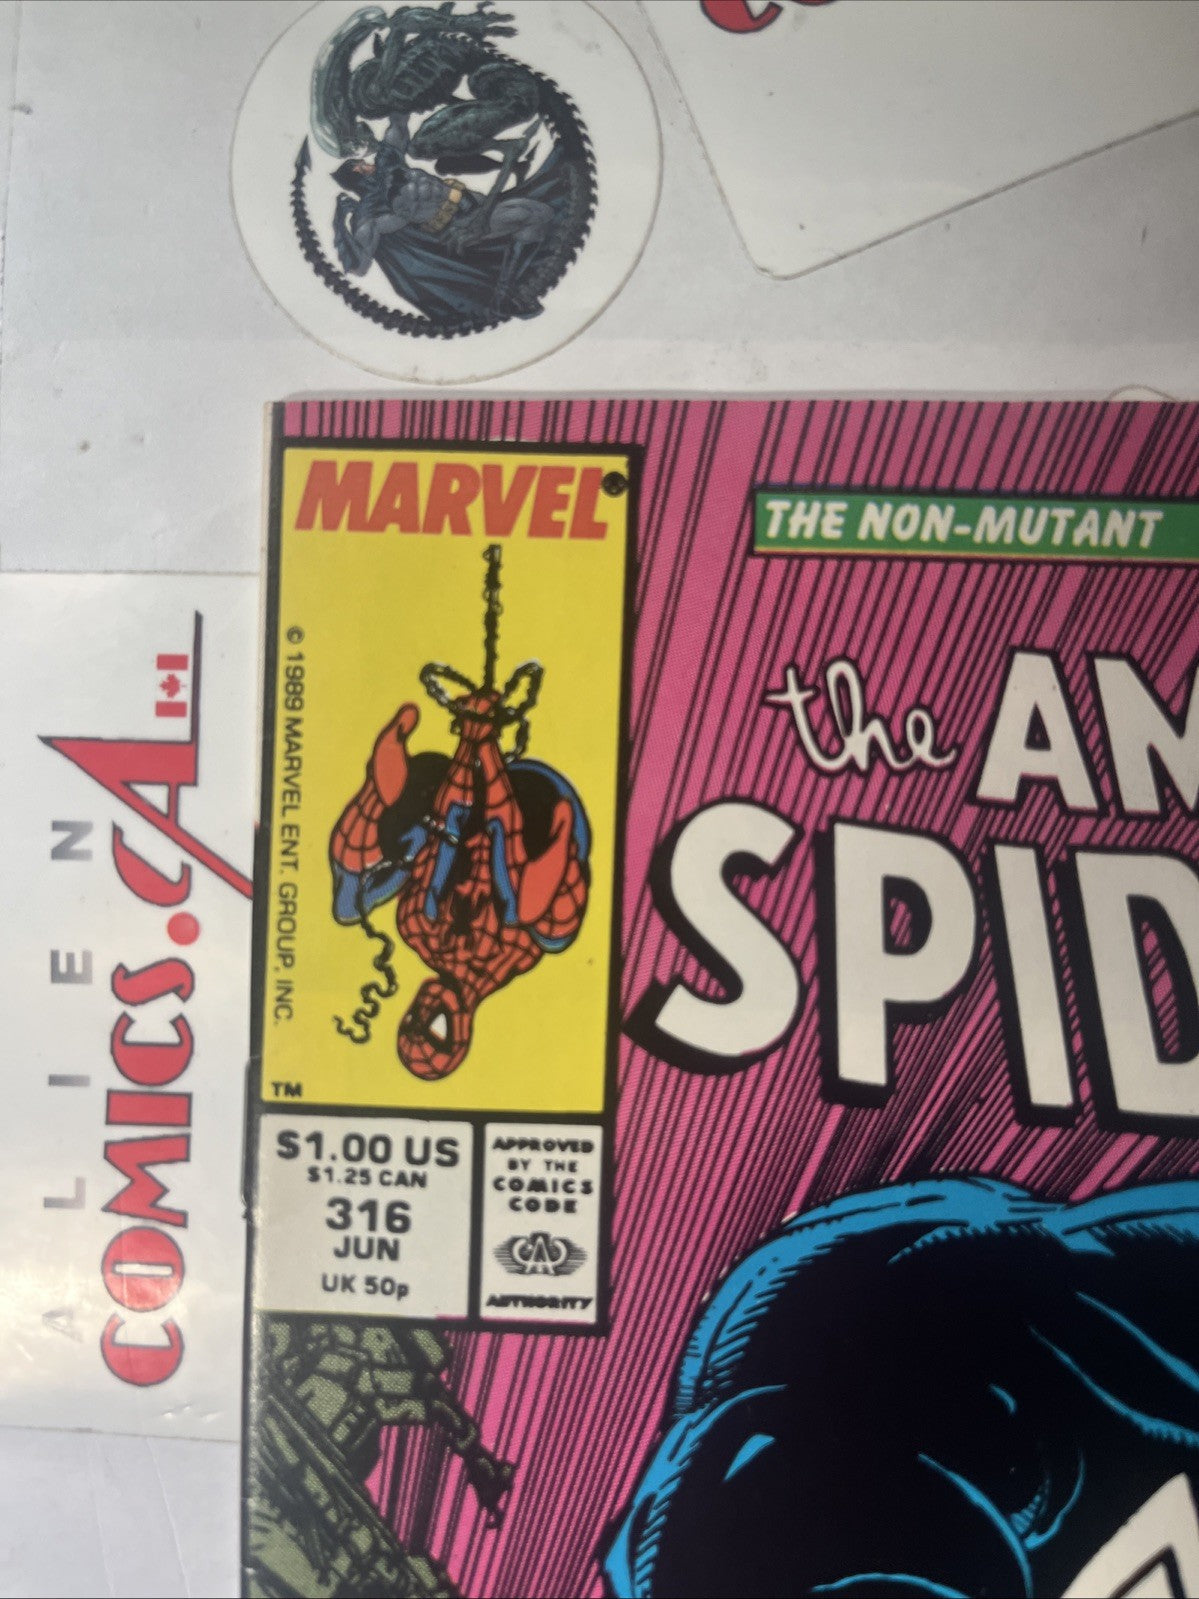 MARVEL®
© 1989 MARVEL ENT. GROUP, INC.
TM
$1.00 US
$1.25 CAN
316
JUN
UK 50p
APPROVED
BY THE
COMICS
CODE
CA
AUTHORITY
THE NON-MUTANT
the AM
SPID
ALIEN
COMICS.CA